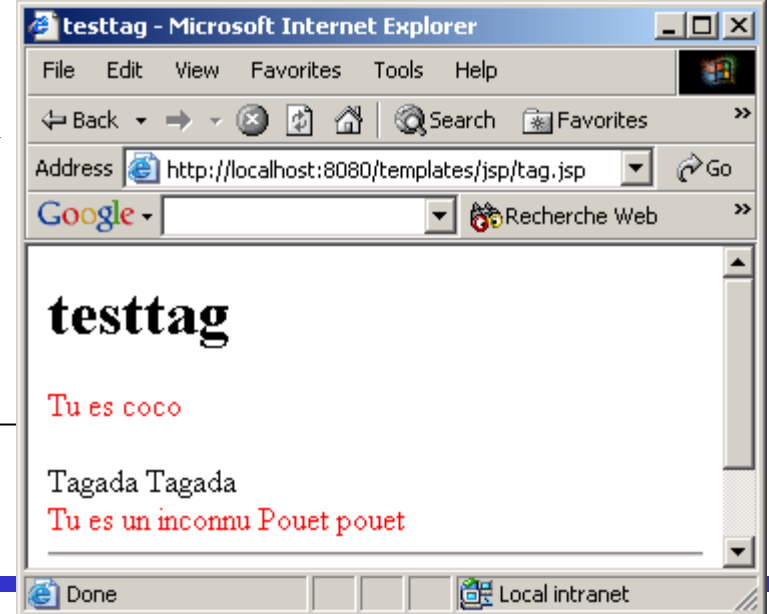 testtag - Microsoft Internet Explorer
File Edit View Favorites Tools Help
Back Search Favorites »
Address http://localhost:8080/templates/jsp/tag.jsp Go
Google Recherche Web »
testtag
Tu es coco
Tagada Tagada
Tu es un inconnu Pouet pouet
Done Local intranet